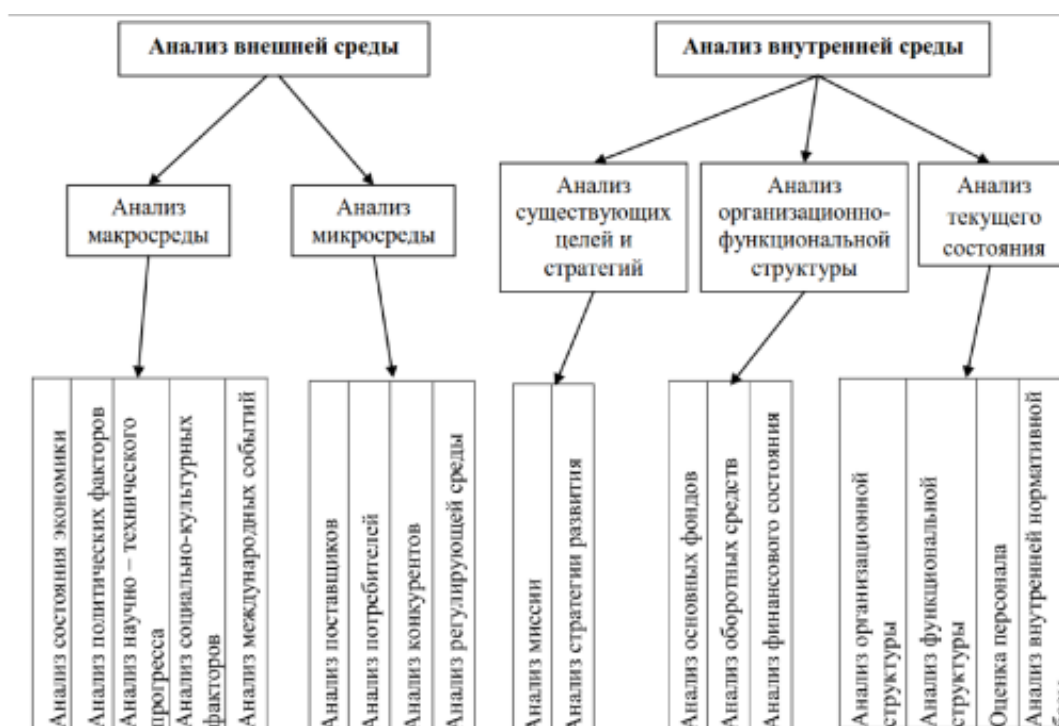 Анализ внешней среды
Анализ внутренней среды
Анализ
макросреды
Анализ
микросреды
Анализ
существующих
целей и
стратегий
Анализ
организационно-
функциональной
структуры
Анализ
текущего
состояния
Анализ состояния экономики
Анализ политических факторов
Анализ научно – технического
прогресса
Анализ социально-культурных
факторов
Анализ международных событий
Анализ поставщиков
Анализ потребителей
Анализ конкурентов
Анализ регулирующей среды
Анализ миссии
Анализ стратегии развития
Анализ основных фондов
Анализ оборотных средств
Анализ финансового состояния
Анализ организационной
структуры
Анализ функциональной
структуры
Оценка персонала
Анализ внутренней нормативной